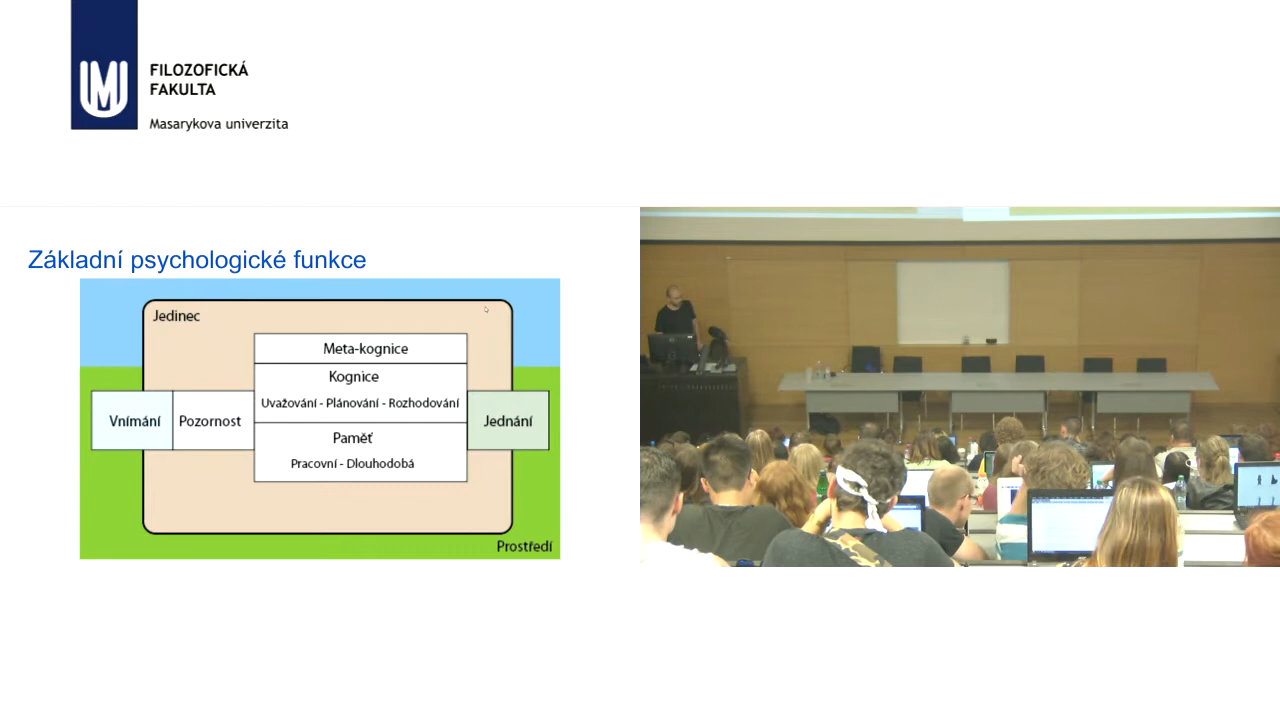 FILOZOFICKÁ
FAKULTA
Masarykova univerzita
Základní psychologické funkce
Jedinec
Meta-kognice
Kognice
Uvažování - Plánování - Rozhodování
Vnímání
Pozornost
Jednání
Paměť
Pracovní - Dlouhodobá
Prostředí